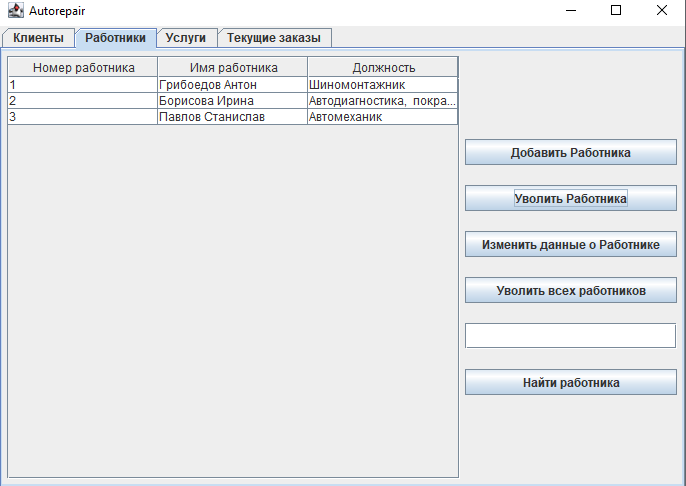 Autorepair
Клиенты Работники Услуги Текущие заказы
Номер работника Имя работника Должность
1 Грибоедов Антон Шиномонтажник
2 Борисова Ирина Автодиагностика, покра...
3 Павлов Станислав Автомеханик
Добавить Работника
Уволить Работника
Изменить данные о Работнике
Уволить всех работников
Найти работника